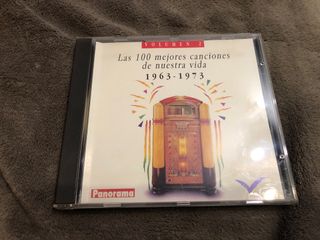 VOLUMEN 2
Las 100 mejores canciones
de nuestra vida
1963-1973
Panorama